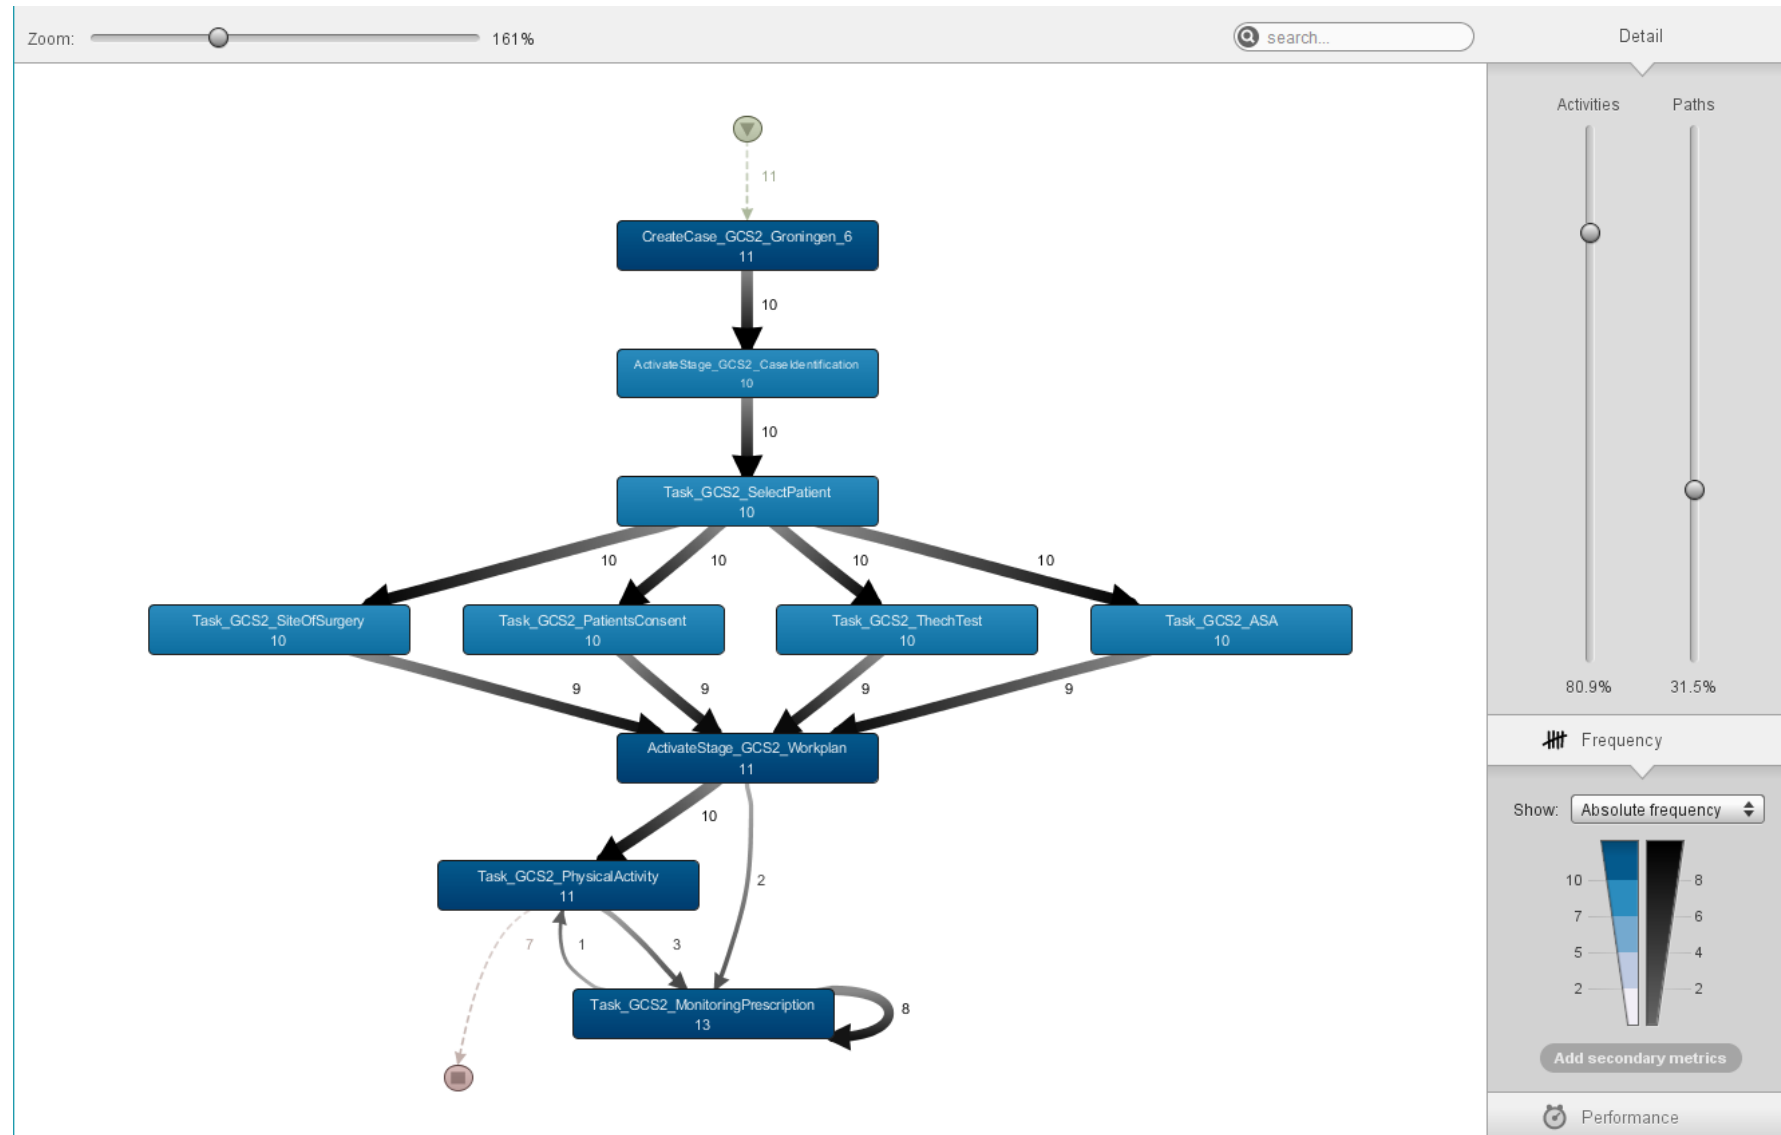 Zoom:
161%
search...
Detail
Activities Paths
11
CreateCase_GCS2_Groningen_6
11
10
ActivateStage_GCS2_CaseIdentification
10
10
Task_GCS2_SelectPatient
10
10 10 10 10
Task_GCS2_SiteOfSurgery
10
Task_GCS2_PatientsConsent
10
Task_GCS2_ThechTest
10
Task_GCS2_ASA
10
9 9 9 9
80.9% 31.5%
ActivateStage_GCS2_Workplan
11
Frequency
Show: Absolute frequency
10
2
Task_GCS2_PhysicalActivity
11
7 1 3
Task_GCS2_MonitoringPrescription
13
8
10 8
7 6
5 4
2 2
Add secondary metrics
Performance